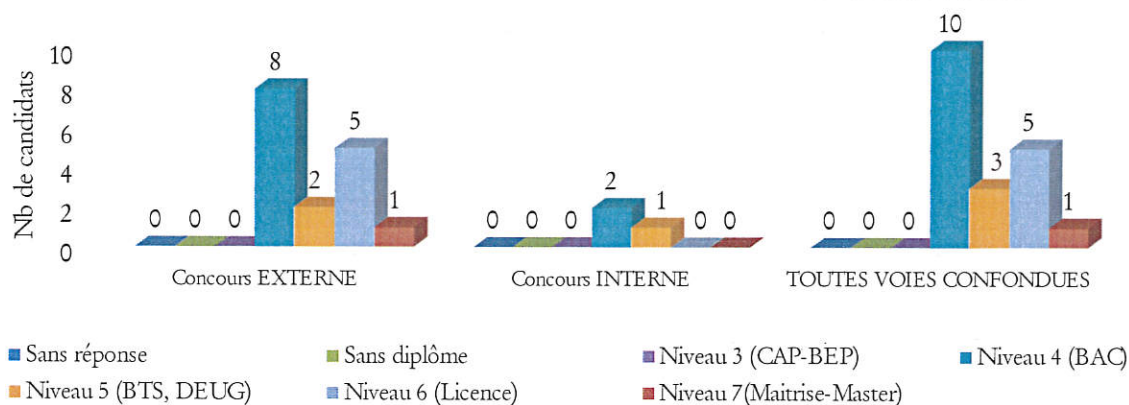 Nb de candidats
10
8
6
4
2
0
0 0 0 8 2 5 1
0 0 0 2 1 0 0
0 0 0 10 3 5 1
Concours EXTERNE Concours INTERNE TOUTES VOIES CONFONDUES
Sans réponse Sans diplôme Niveau 3 (CAP-BEP) Niveau 4 (BAC)
Niveau 5 (BTS, DEUG) Niveau 6 (Licence) Niveau 7(Maitrise-Master)